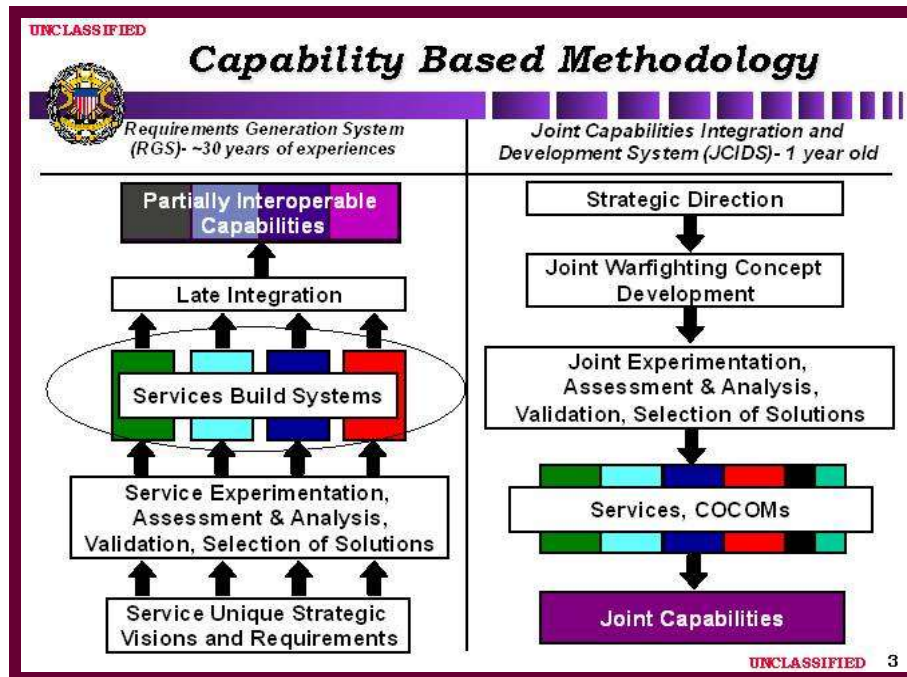 UNCLASSIFIED
Capability Based Methodology
Requirements Generation System
(RGS)- ~30 years of experiences
Partially Interoperable
Capabilities
Late Integration
Services Build Systems
Service Experimentation,
Assessment & Analysis,
Validation, Selection of Solutions
Service Unique Strategic
Visions and Requirements
Joint Capabilities Integration and
Development System (JCIDS)- 1 year old
Strategic Direction
Joint Warfighting Concept
Development
Joint Experimentation,
Assessment & Analysis,
Validation, Selection of Solutions
Services, COCOMs
Joint Capabilities
UNCLASSIFIED 3